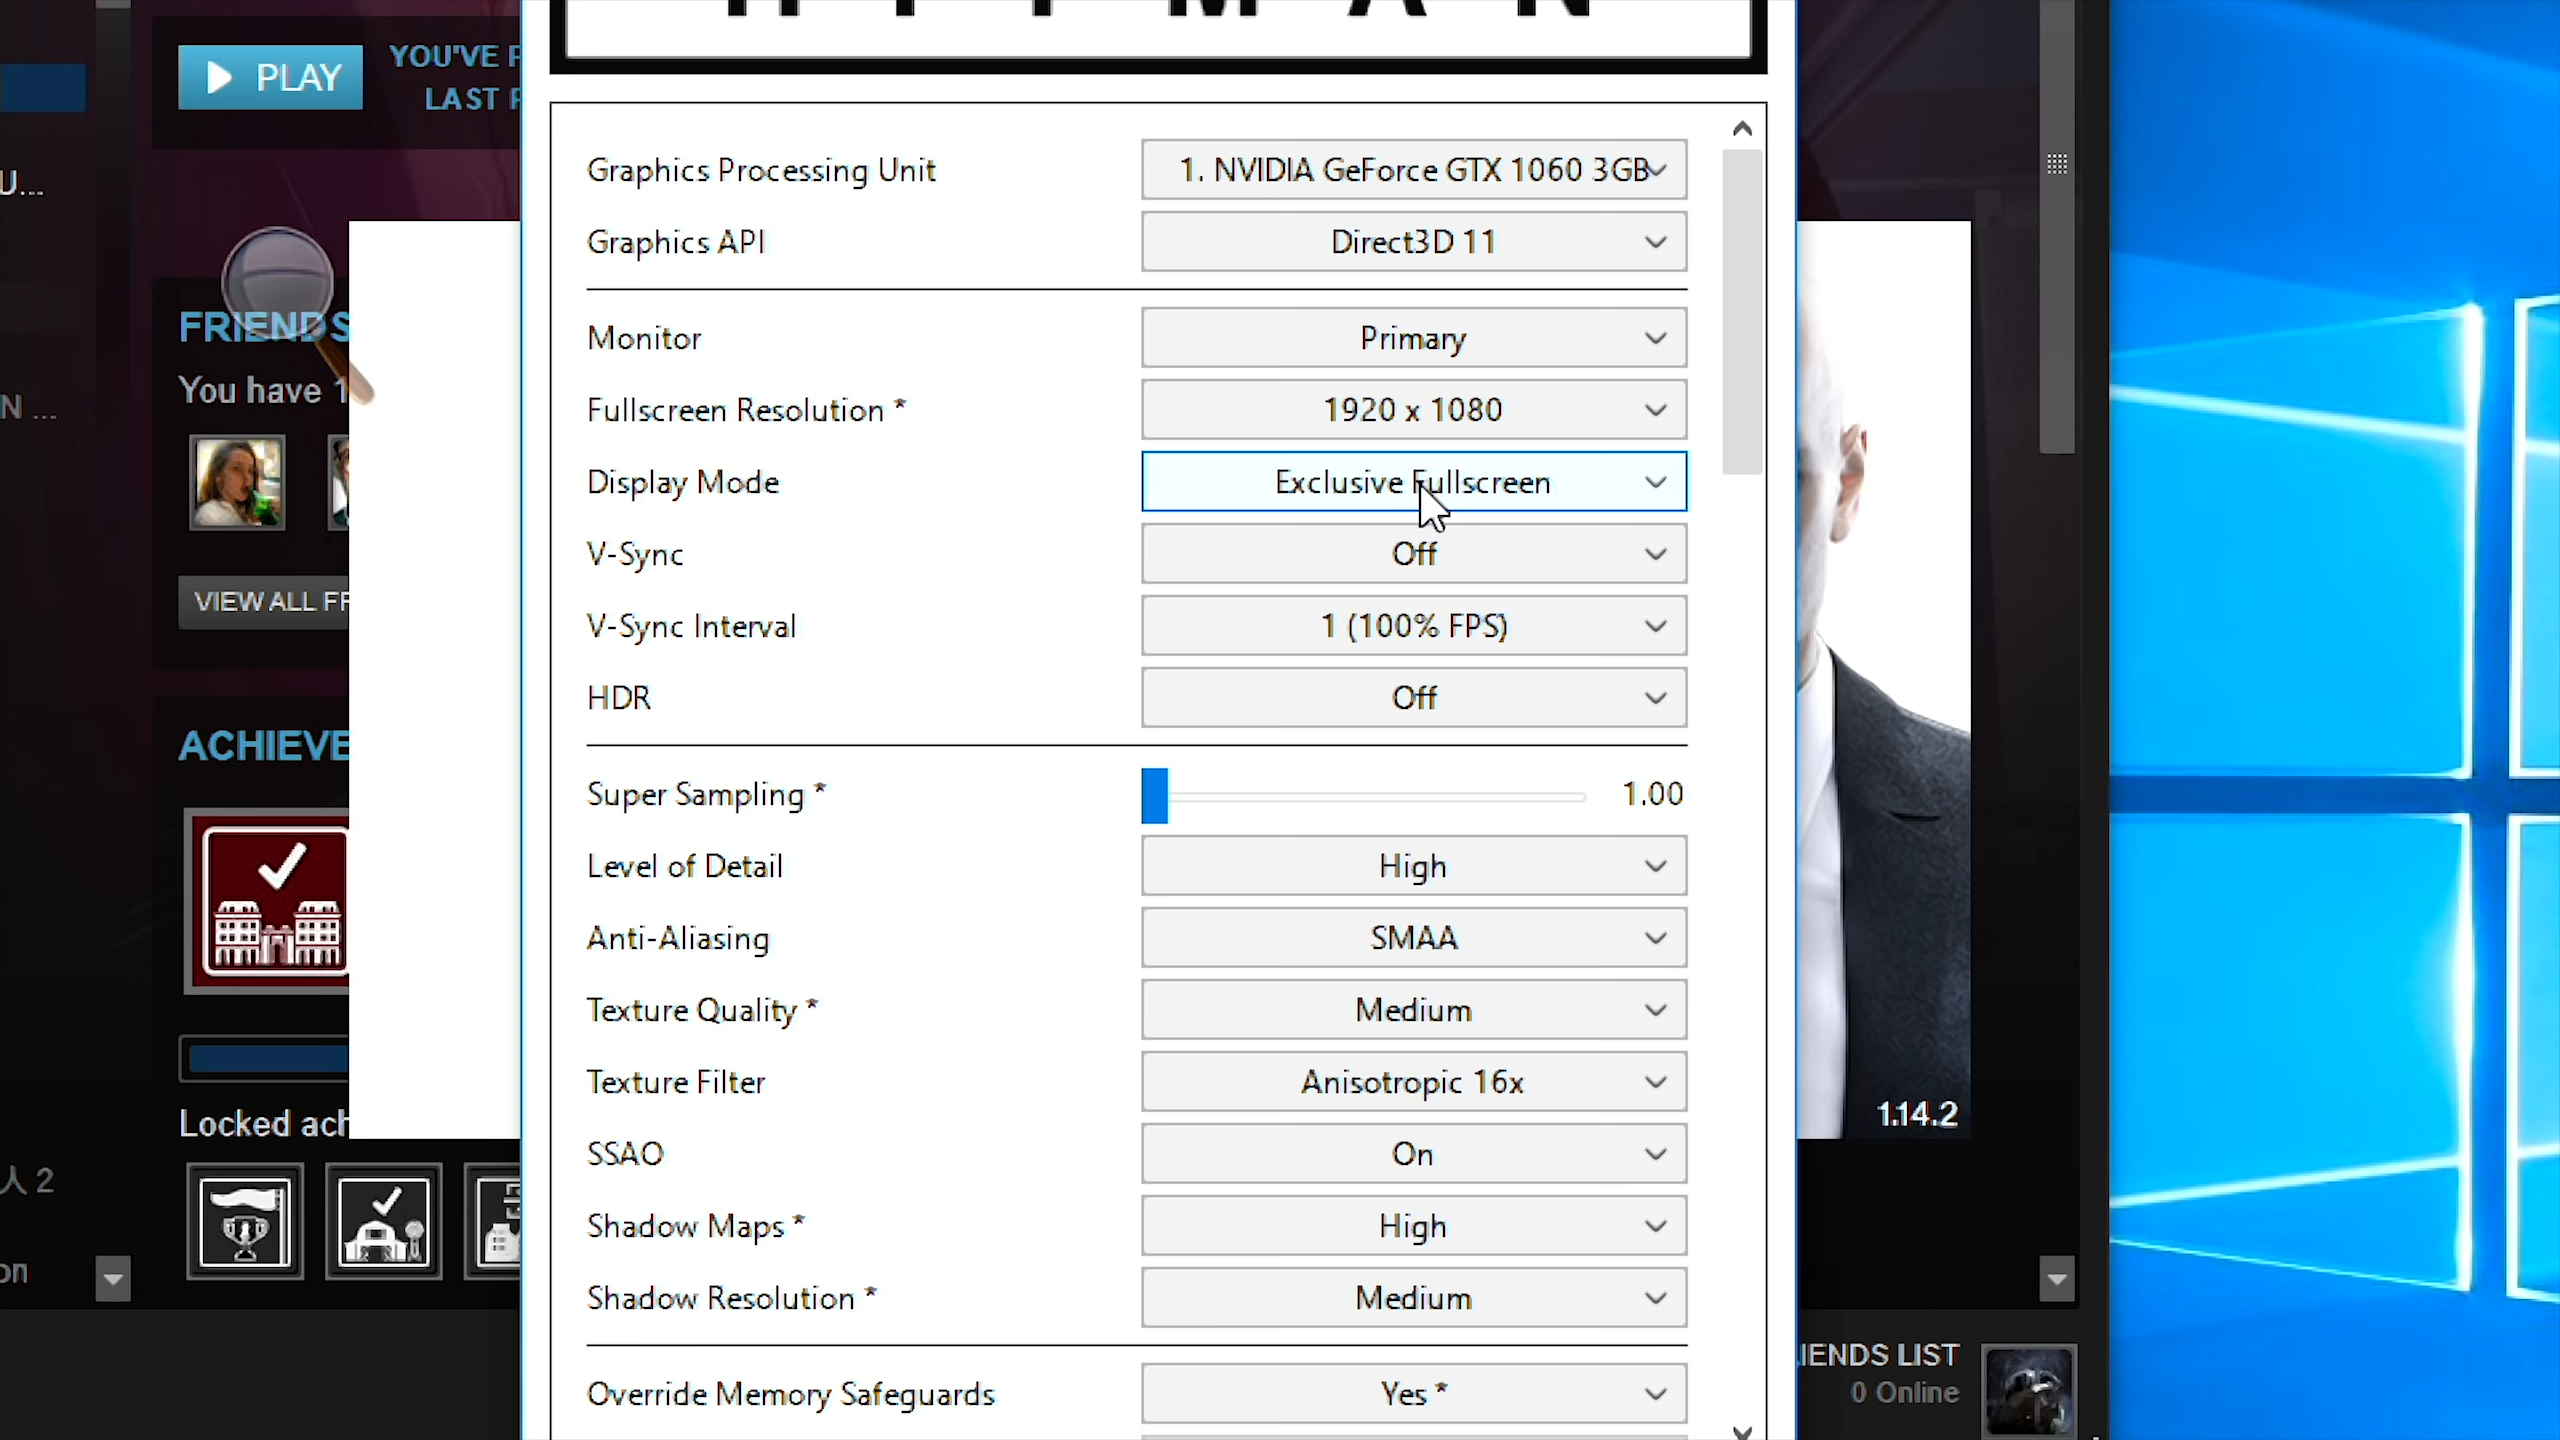 HITMAN
PLAY
YOU'VE P
LAST P
U...
N ...
FRIENDS
You have 1
VIEW ALL FR
ACHIEVE
Locked ach
人 2
on
Graphics Processing Unit 1. NVIDIA GeForce GTX 1060 3GB
Graphics API Direct3D 11
Monitor Primary
Fullscreen Resolution * 1920 x 1080
Display Mode Exclusive Fullscreen
V-Sync Off
V-Sync Interval 1 (100% FPS)
HDR Off
Super Sampling * 1.00
Level of Detail High
Anti-Aliasing SMAA
Texture Quality * Medium
Texture Filter Anisotropic 16x
SSAO On
Shadow Maps * High
Shadow Resolution * Medium
Override Memory Safeguards Yes *
1.14.2
IENDS LIST
0 Online